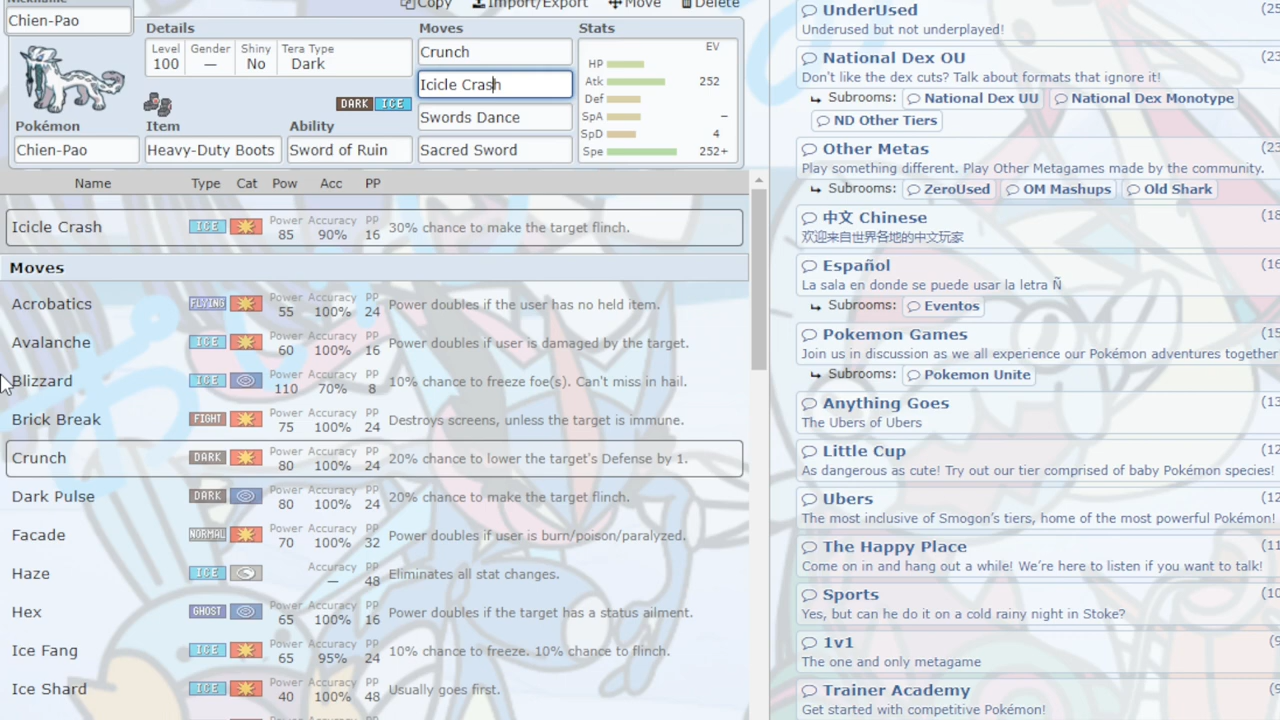 Nickname
Copy Import/Export Move Delete
Chien-Pao
Details
Moves
Stats
Level
100
Gender
—
Shiny
No
Tera Type
Dark
Crunch
Icicle Crash
Swords Dance
Sacred Sword
EV
HP
Atk 252
Def
SpA –
SpD 4
Spe 252+
DARK ICE
Pokémon
Item
Ability
Chien-Pao
Heavy-Duty Boots
Sword of Ruin
Name Type Cat Pow Acc PP
Icicle Crash ICE Power 85 Accuracy 90% PP 16 30% chance to make the target flinch.
Moves
Acrobatics FLYING Power 55 Accuracy 100% PP 24 Power doubles if the user has no held item.
Avalanche ICE Power 60 Accuracy 100% PP 16 Power doubles if user is damaged by the target.
Blizzard ICE Power 110 Accuracy 70% PP 8 10% chance to freeze foe(s). Can't miss in hail.
Brick Break FIGHT Power 75 Accuracy 100% PP 24 Destroys screens, unless the target is immune.
Crunch DARK Power 80 Accuracy 100% PP 24 20% chance to lower the target's Defense by 1.
Dark Pulse DARK Power 80 Accuracy 100% PP 24 20% chance to make the target flinch.
Facade NORMAL Power 70 Accuracy 100% PP 32 Power doubles if user is burn/poison/paralyzed.
Haze ICE Accuracy — PP 48 Eliminates all stat changes.
Hex GHOST Power 65 Accuracy 100% PP 16 Power doubles if the target has a status ailment.
Ice Fang ICE Power 65 Accuracy 95% PP 24 10% chance to freeze. 10% chance to flinch.
Ice Shard ICE Power 40 Accuracy 100% PP 48 Usually goes first.
UnderUsed
Underused but not underplayed!
National Dex OU (23
Don't like the dex cuts? Talk about formats that ignore it!
Subrooms: National Dex UU National Dex Monotype
ND Other Tiers
Other Metas (23
Play something different. Play Other Metagames made by the community.
Subrooms: ZeroUsed OM Mashups Old Shark
中文 Chinese (18
欢迎来自世界各地的中文玩家
Español (16
La sala en donde se puede usar la letra Ñ
Subrooms: Eventos
Pokemon Games (15
Join us in discussion as we all experience our Pokémon adventures together
Subrooms: Pokemon Unite
Anything Goes (13
The Ubers of Ubers
Little Cup (12
As dangerous as cute! Try out our tier comprised of baby Pokémon species!
Ubers (12
The most inclusive of Smogon's tiers, home of the most powerful Pokémon!
The Happy Place (11
Come on in and hang out a while! We're here to listen if you want to talk!
Sports (10
Yes, but can he do it on a cold rainy night in Stoke?
1v1 (9
The one and only metagame
Trainer Academy (9
Get started with competitive Pokémon!